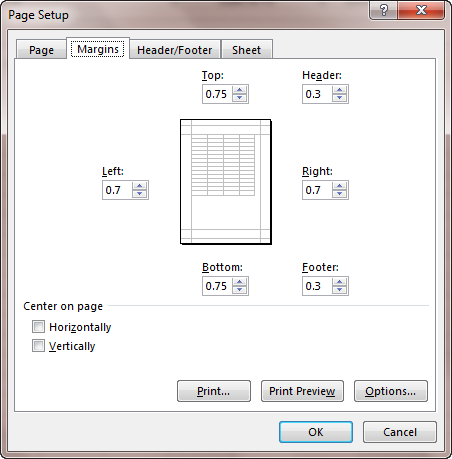 Page Setup
Page Margins Header/Footer Sheet
Top: Header:
0.75 0.3
Left: Right:
0.7 0.7
Bottom: Footer:
0.75 0.3
Center on page
Horizontally
Vertically
Print... Print Preview Options...
OK Cancel